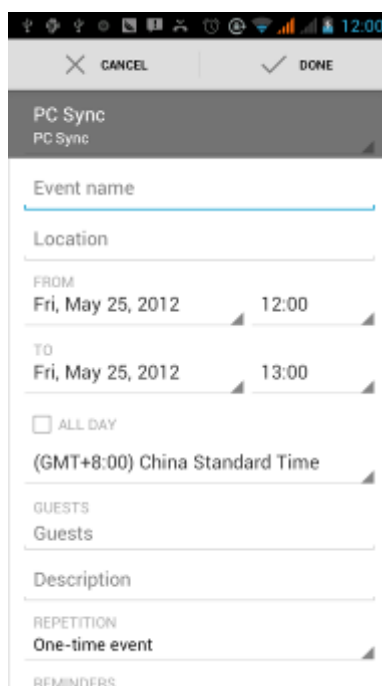 12:00
CANCEL DONE
PC Sync
PC Sync
Event name
Location
FROM
Fri, May 25, 2012 12:00
TO
Fri, May 25, 2012 13:00
ALL DAY
(GMT+8:00) China Standard Time
GUESTS
Guests
Description
REPETITION
One-time event
REMINDERS